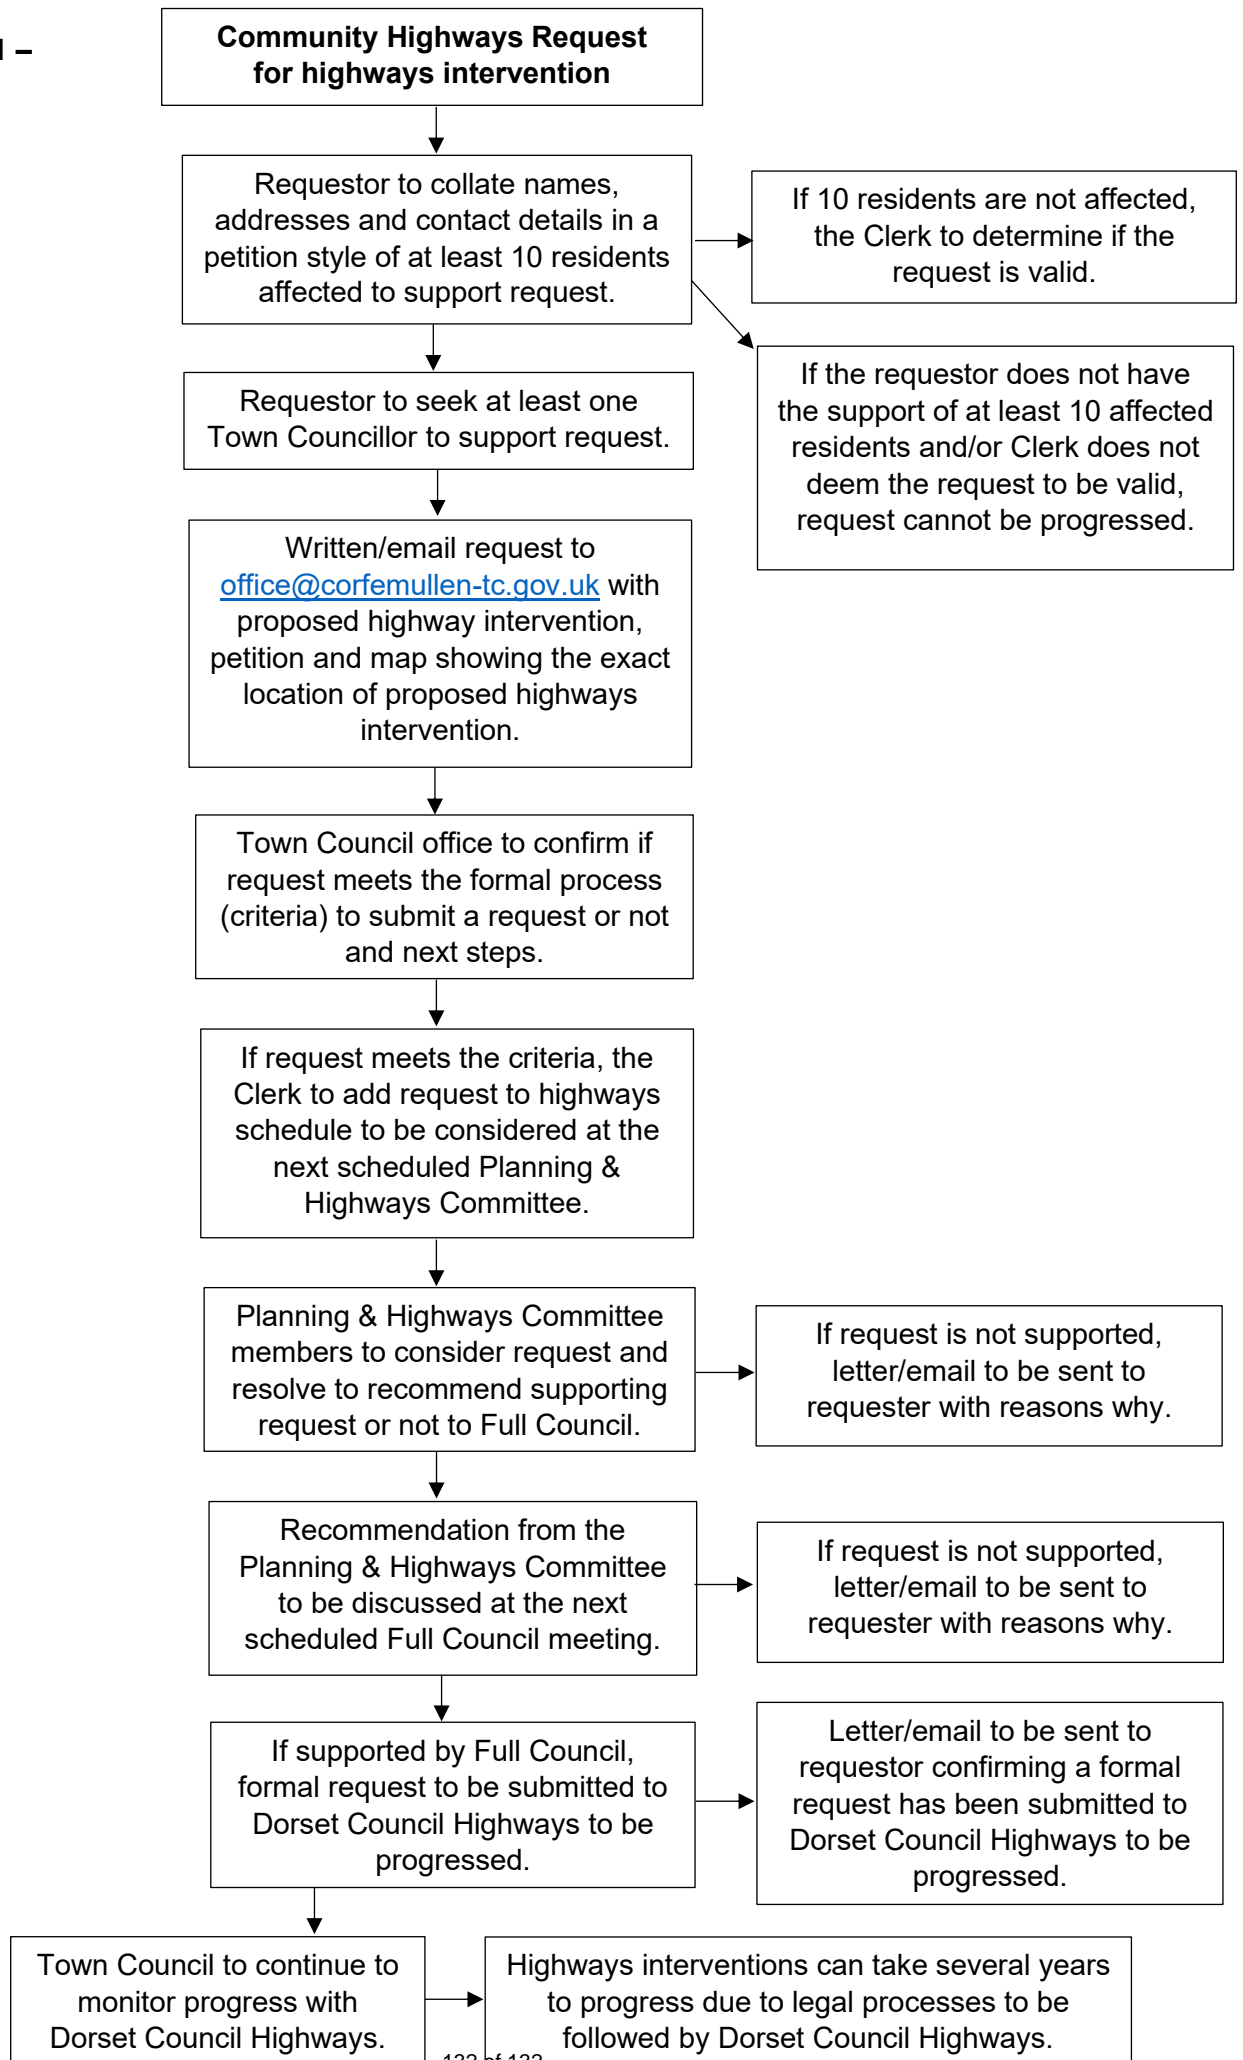 Community Highways Request
for highways intervention
Requestor to collate names,
addresses and contact details in a
petition style of at least 10 residents
affected to support request.
If 10 residents are not affected,
the Clerk to determine if the
request is valid.
If the requestor does not have
the support of at least 10 affected
residents and/or Clerk does not
deem the request to be valid,
request cannot be progressed.
Requestor to seek at least one
Town Councillor to support request.
Written/email request to
office@corfemullen-tc.gov.uk with
proposed highway intervention,
petition and map showing the exact
location of proposed highways
intervention.
Town Council office to confirm if
request meets the formal process
(criteria) to submit a request or not
and next steps.
If request meets the criteria, the
Clerk to add request to highways
schedule to be considered at the
next scheduled Planning &
Highways Committee.
Planning & Highways Committee
members to consider request and
resolve to recommend supporting
request or not to Full Council.
If request is not supported,
letter/email to be sent to
requester with reasons why.
Recommendation from the
Planning & Highways Committee
to be discussed at the next
scheduled Full Council meeting.
If request is not supported,
letter/email to be sent to
requester with reasons why.
If supported by Full Council,
formal request to be submitted to
Dorset Council Highways to be
progressed.
Letter/email to be sent to
requestor confirming a formal
request has been submitted to
Dorset Council Highways to be
progressed.
Town Council to continue to
monitor progress with
Dorset Council Highways.
Highways interventions can take several years
to progress due to legal processes to be
followed by Dorset Council Highways.
132 of 132